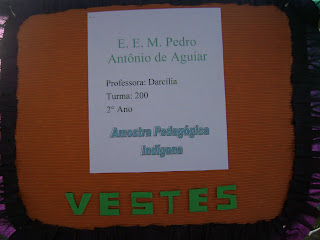 E. E. M. Pedro
Antônio de Aguiar
Professora: Darcília
Turma: 200
2º Ano
Amostra Pedagógica
Indígena
VESTES